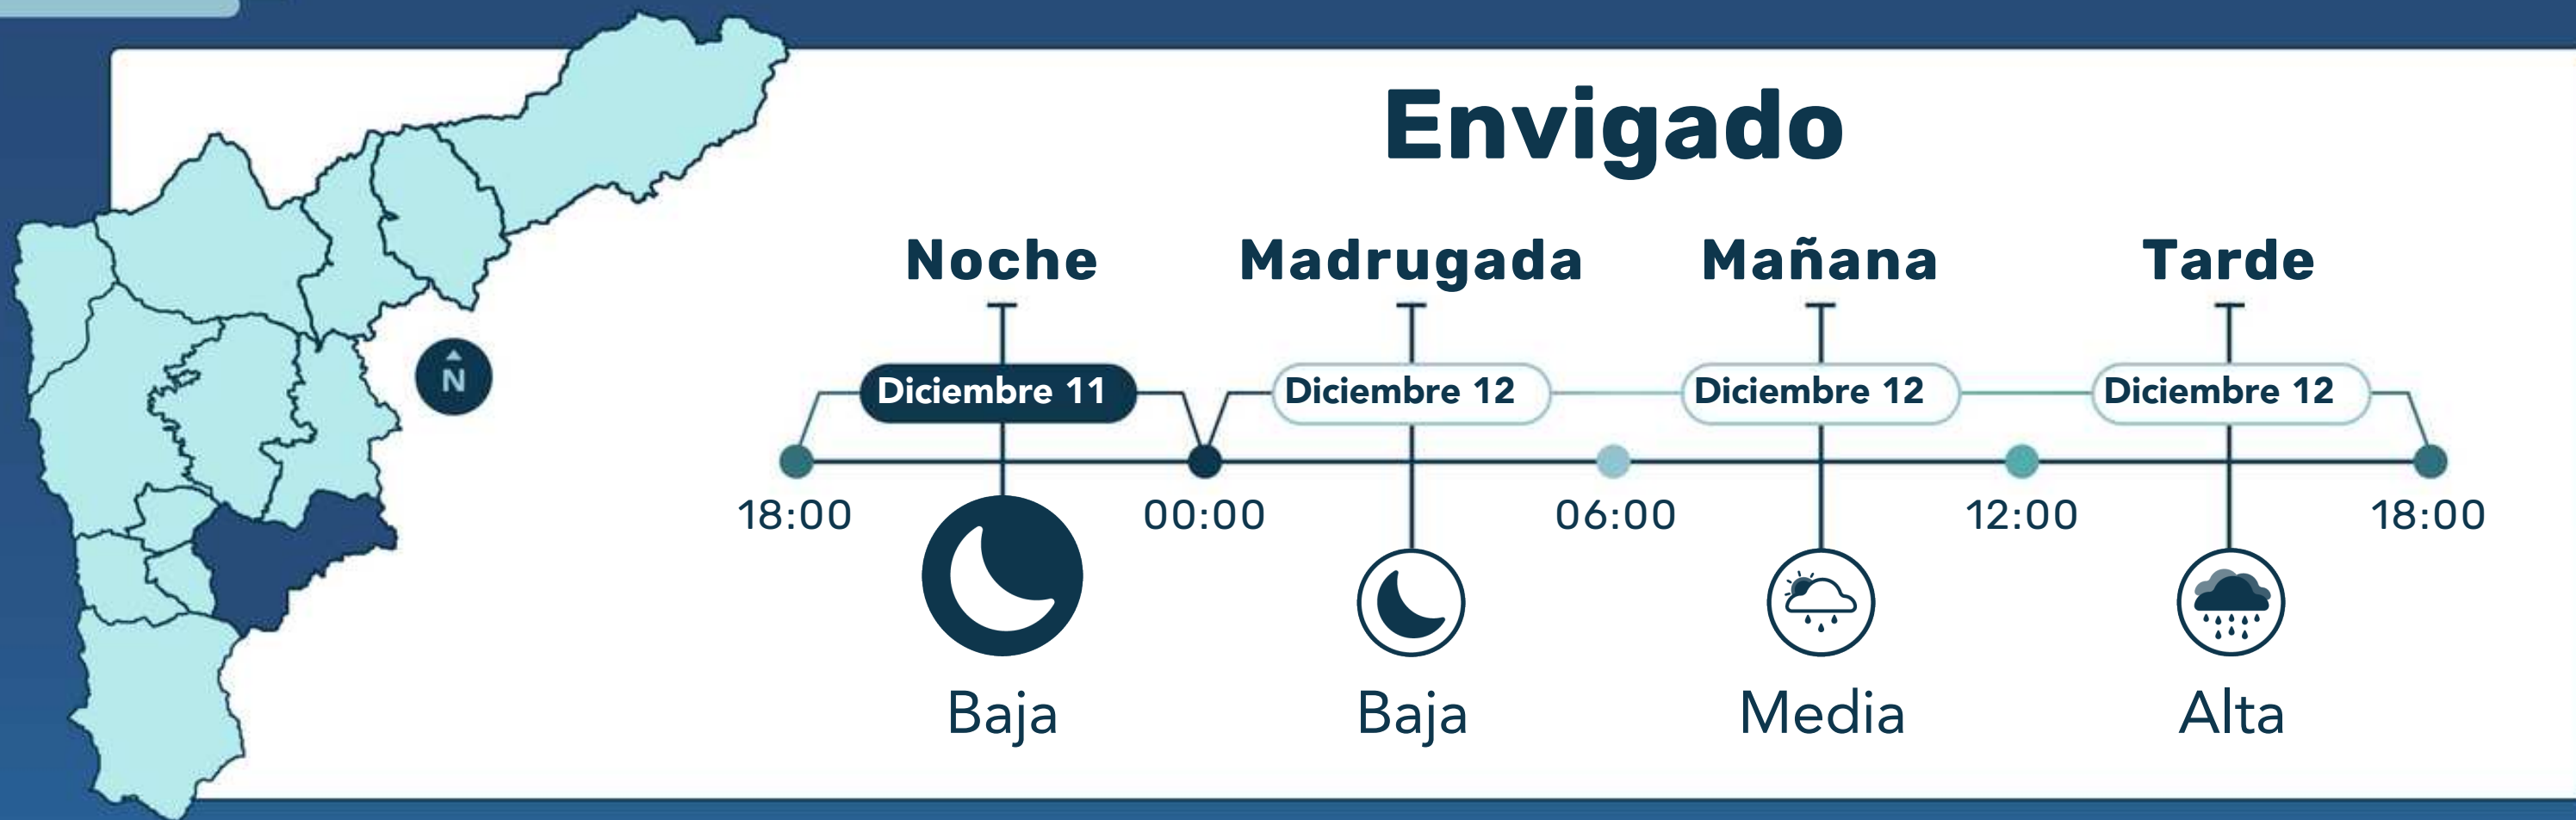 Envigado
Noche Madrugada Mañana Tarde
N
Diciembre 11 Diciembre 12 Diciembre 12 Diciembre 12
18:00 00:00 06:00 12:00 18:00
Baja Baja Media Alta